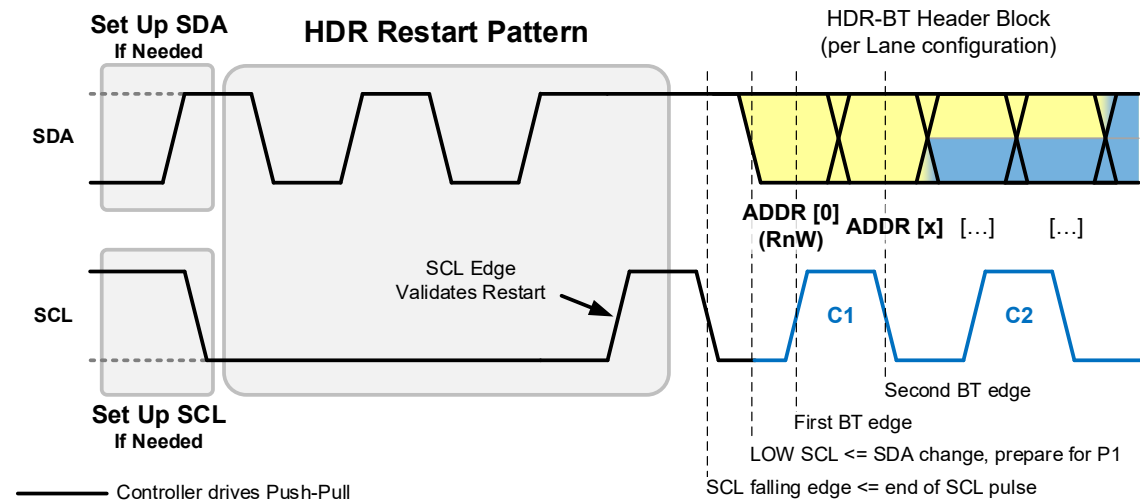 Set Up SDA
If Needed
HDR Restart Pattern
HDR-BT Header Block
(per Lane configuration)
SDA
ADDR [0]
(RnW)
ADDR [x]
[…]
[…]
SCL Edge
Validates Restart
SCL
C1
C2
Set Up SCL
If Needed
Second BT edge
First BT edge
LOW SCL <= SDA change, prepare for P1
SCL falling edge <= end of SCL pulse
Controller drives Push-Pull